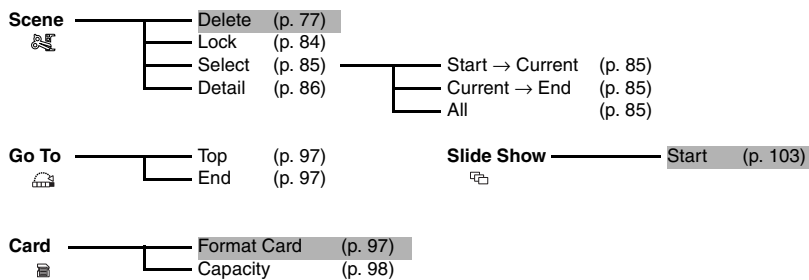 Scene Delete (p. 77)
Lock (p. 84)
Select (p. 85) Start → Current (p. 85)
Detail (p. 86) Current → End (p. 85)
All (p. 85)
Go To Top (p. 97) Slide Show Start (p. 103)
End (p. 97)
Card Format Card (p. 97)
Capacity (p. 98)